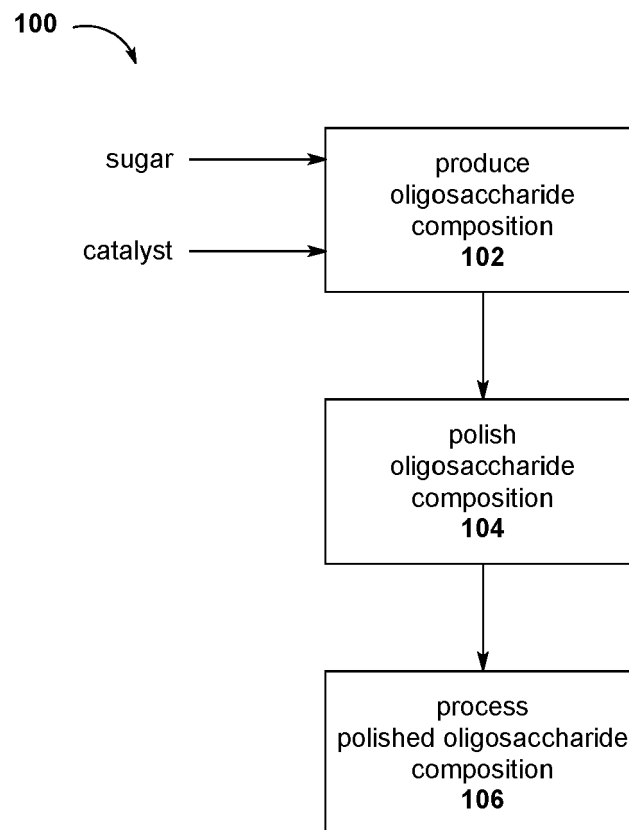 100
sugar
catalyst
produce
oligosaccharide
composition
102
polish
oligosaccharide
composition
104
process
polished oligosaccharide
composition
106